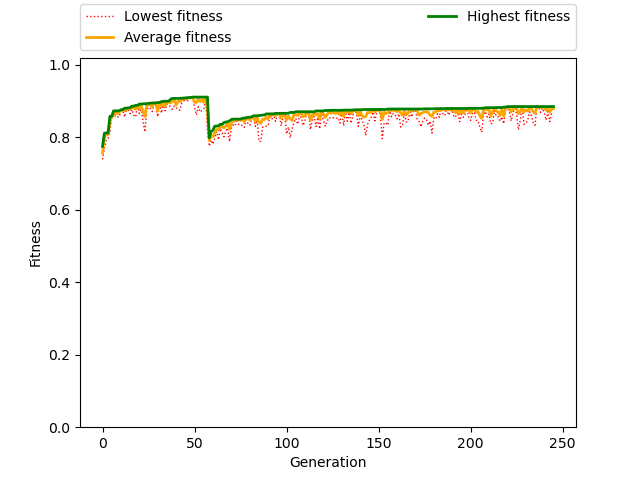 Lowest fitness
Average fitness
Highest fitness
1.0
0.8
0.6
0.4
0.2
0.0
Fitness
0 50 100 150 200 250
Generation